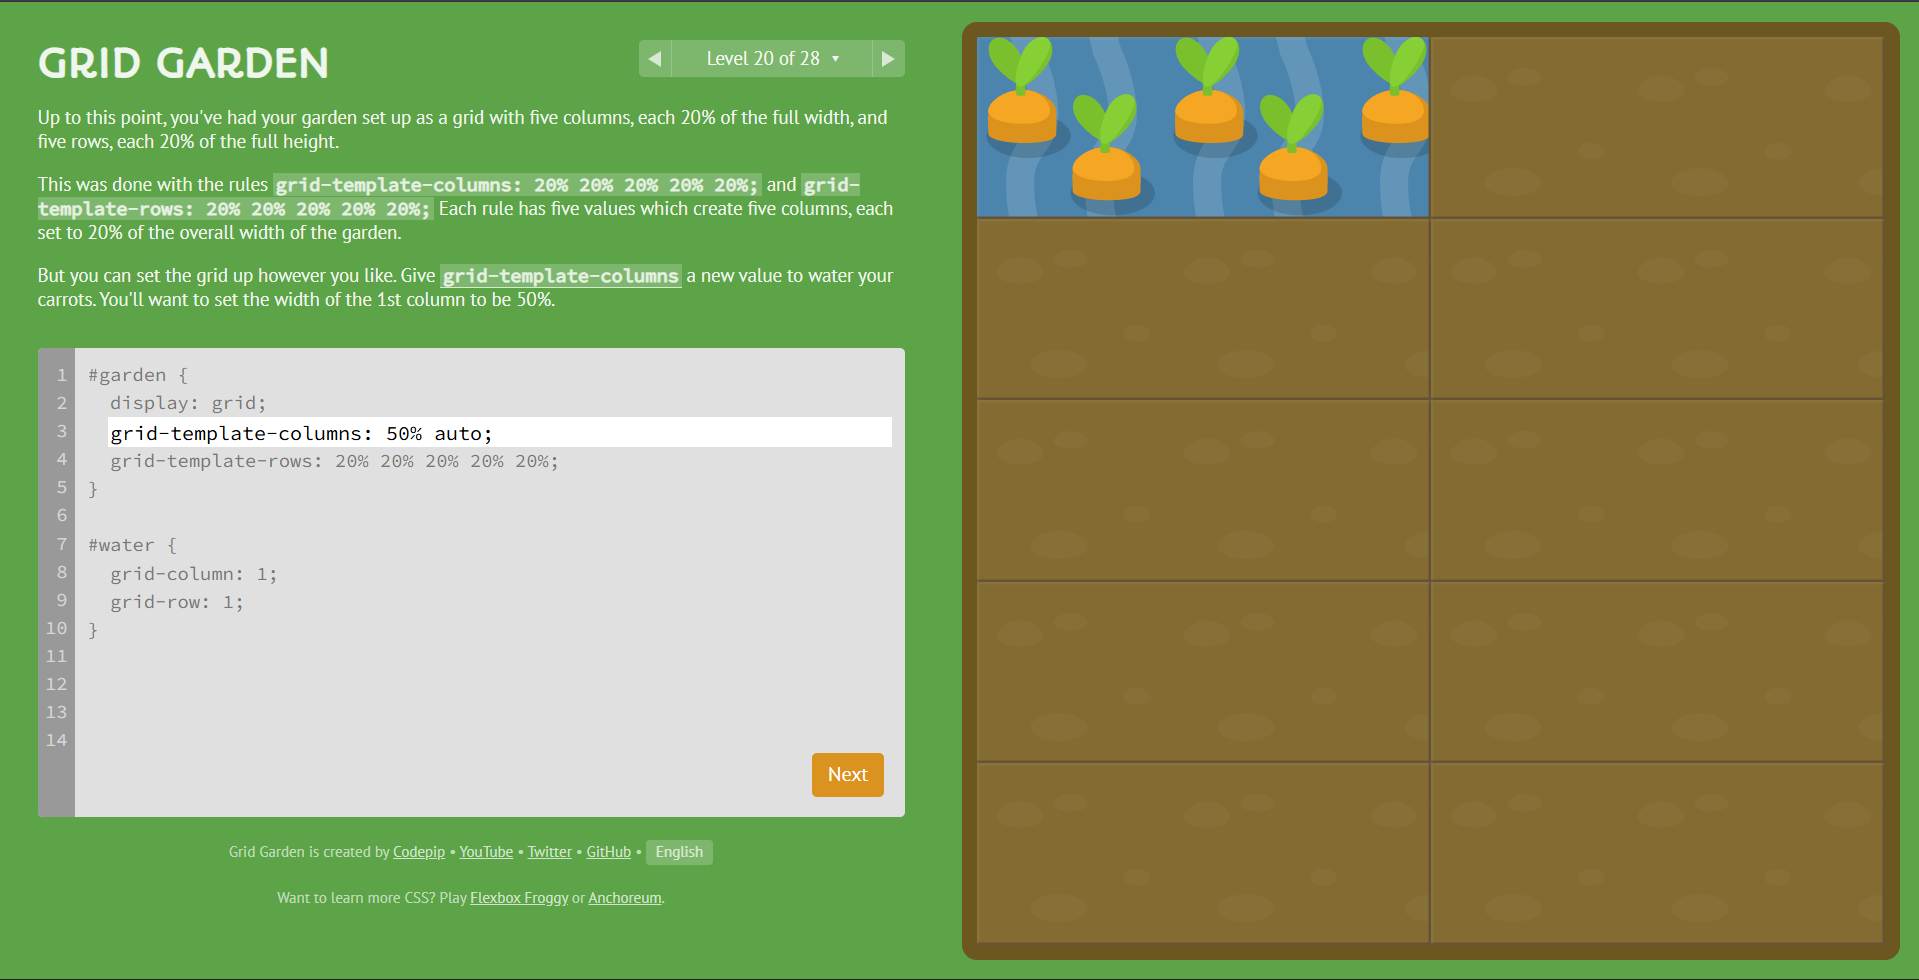 GRID GARDEN
◀ Level 20 of 28 ▼ ▶
Up to this point, you've had your garden set up as a grid with five columns, each 20% of the full width, and
five rows, each 20% of the full height.
This was done with the rules grid-template-columns: 20% 20% 20% 20% 20%; and grid-
template-rows: 20% 20% 20% 20% 20%; Each rule has five values which create five columns, each
set to 20% of the overall width of the garden.
But you can set the grid up however you like. Give grid-template-columns a new value to water your
carrots. You'll want to set the width of the 1st column to be 50%.
1 #garden {
2   display: grid;
3   grid-template-columns: 50% auto;
4   grid-template-rows: 20% 20% 20% 20% 20%;
5 }
6
7 #water {
8   grid-column: 1;
9   grid-row: 1;
10 }
11
12
13
14
Next
Grid Garden is created by Codepip • YouTube • Twitter • GitHub • English
Want to learn more CSS? Play Flexbox Froggy or Anchoreum.